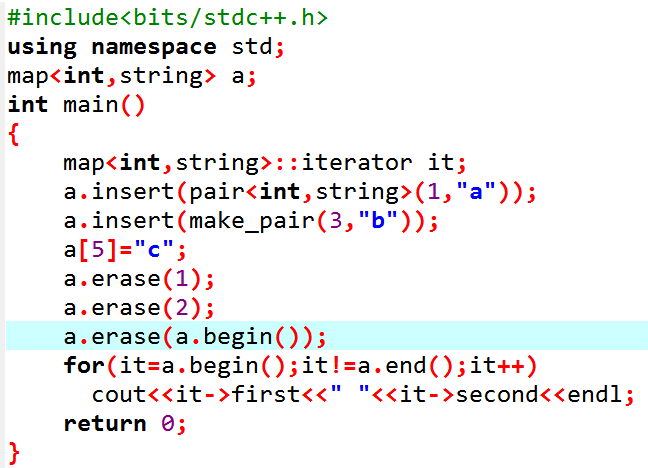 #include<bits/stdc++.h>
using namespace std;
map<int,string> a;
int main()
{
    map<int,string>::iterator it;
    a.insert(pair<int,string>(1,"a"));
    a.insert(make_pair(3,"b"));
    a[5]="c";
    a.erase(1);
    a.erase(2);
    a.erase(a.begin());
    for(it=a.begin();it!=a.end();it++)
      cout<<it->first<<" "<<it->second<<endl;
    return 0;
}